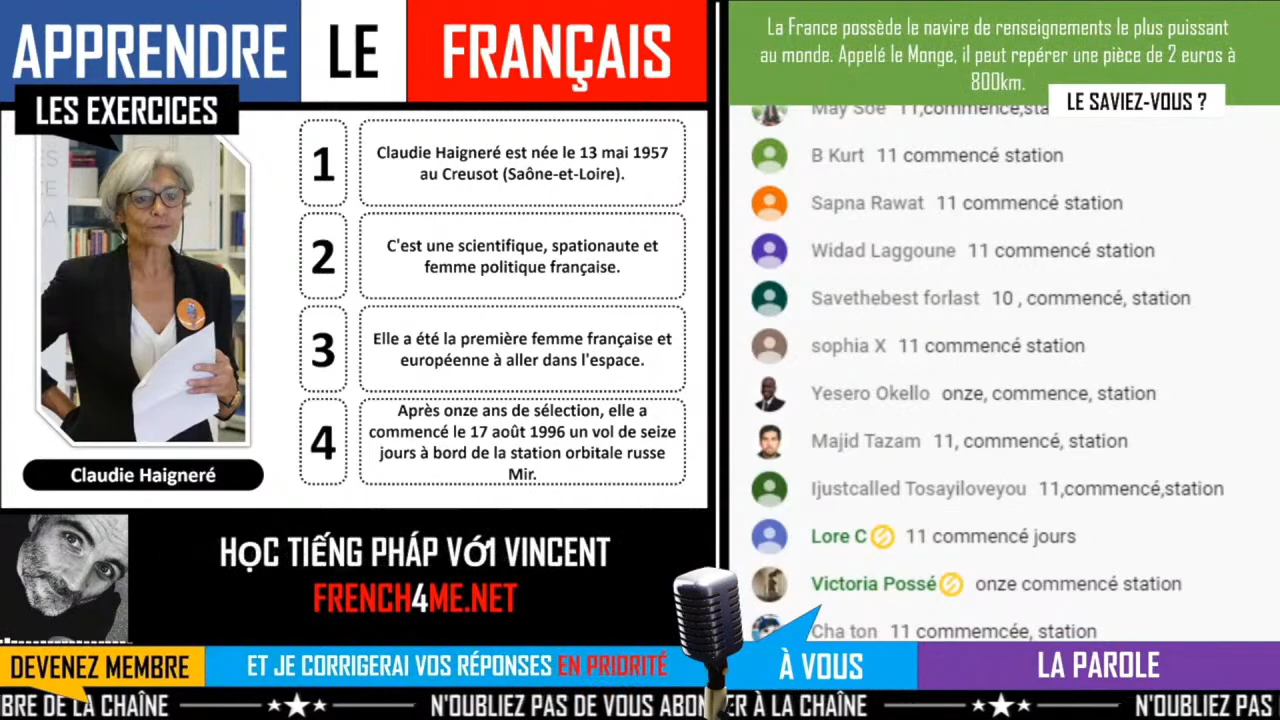 APPRENDRE LE FRANÇAIS
LES EXERCICES
1
Claudie Haigneré est née le 13 mai 1957
au Creusot (Saône-et-Loire).
2
C'est une scientifique, spationaute et
femme politique française.
3
Elle a été la première femme française et
européenne à aller dans l'espace.
4
Après onze ans de sélection, elle a
commencé le 17 août 1996 un vol de seize
jours à bord de la station orbitale russe
Mir.
Claudie Haigneré
HỌC TIẾNG PHÁP VỚI VINCENT
FRENCH4ME.NET
DEVENEZ MEMBRE
ET JE CORRIGERAI VOS RÉPONSES EN PRIORITÉ
La France possède le navire de renseignements le plus puissant
au monde. Appelé le Monge, il peut repérer une pièce de 2 euros à
800km.
LE SAVIEZ-VOUS ?
May Soe 11,commencé,sta
B Kurt 11 commencé station
Sapna Rawat 11 commencé station
Widad Laggoune 11 commencé station
Savethebest forlast 10 , commencé, station
sophia X 11 commencé station
Yesero Okello onze, commence, station
Majid Tazam 11, commencé, station
Ijustcalled Tosayiloveyou 11,commencé,station
Lore C 11 commencé jours
Victoria Possé onze commencé station
Cha ton 11 commemcée, station
À VOUS
LA PAROLE
BRE DE LA CHAÎNE N'OUBLIEZ PAS DE VOUS ABON ER À LA CHAÎNE N'OUBLIEZ PAS